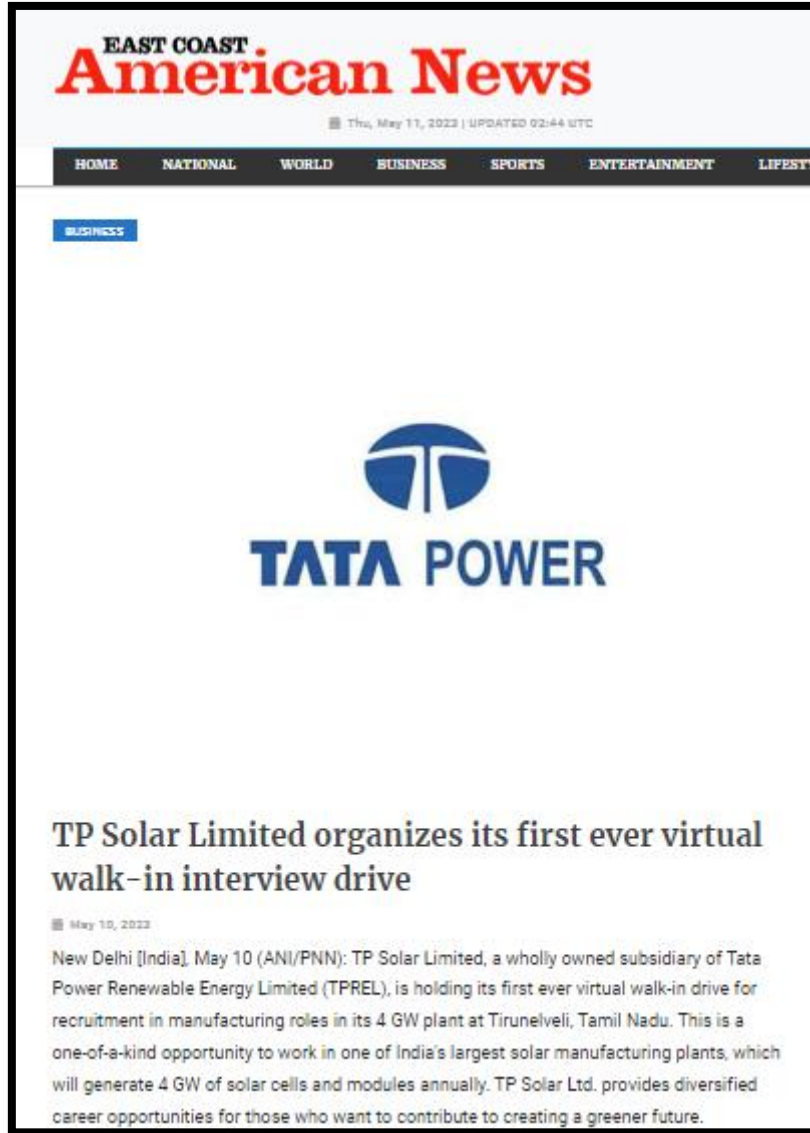 EAST COAST
American News
Thu, May 11, 2023 | UPDATED 02:44 UTC
HOME NATIONAL WORLD BUSINESS SPORTS ENTERTAINMENT LIFEST
BUSINESS
TATA POWER
TP Solar Limited organizes its first ever virtual
walk-in interview drive
May 10, 2023
New Delhi [India], May 10 (ANI/PNN): TP Solar Limited, a wholly owned subsidiary of Tata
Power Renewable Energy Limited (TPREL), is holding its first ever virtual walk-in drive for
recruitment in manufacturing roles in its 4 GW plant at Tirunelveli, Tamil Nadu. This is a
one-of-a-kind opportunity to work in one of India's largest solar manufacturing plants, which
will generate 4 GW of solar cells and modules annually. TP Solar Ltd. provides diversified
career opportunities for those who want to contribute to creating a greener future.